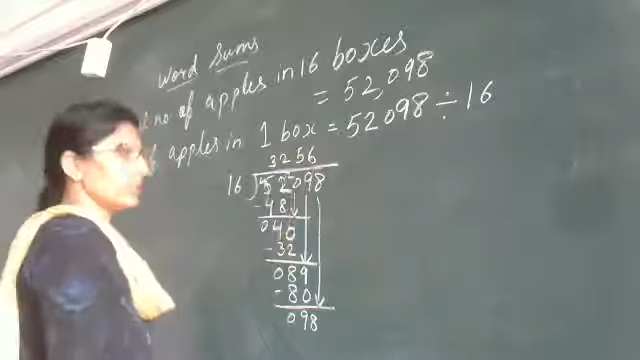 Word Sums
no of apples in 16 boxes
= 52,098
apples in 1 box = 52098 ÷ 16
3256
16 ) 52098
- 48
040
- 32
089
- 80
098